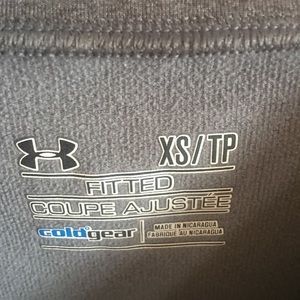 XS/TP
FITTED
COUPE AJUSTÉE
coldgear
MADE IN NICARAGUA
FABRIQUÉ AU NICARAGUA